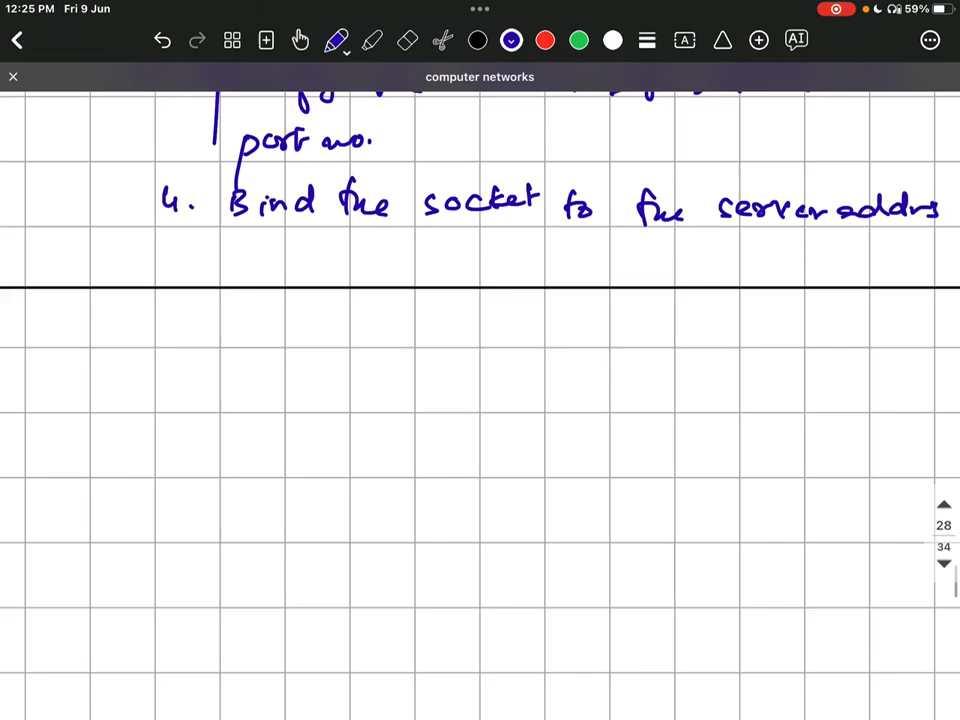 12:25 PM Fri 9 Jun
59%
A
AI
computer networks
port no.
4. Bind the socket to the server addrs
28
34